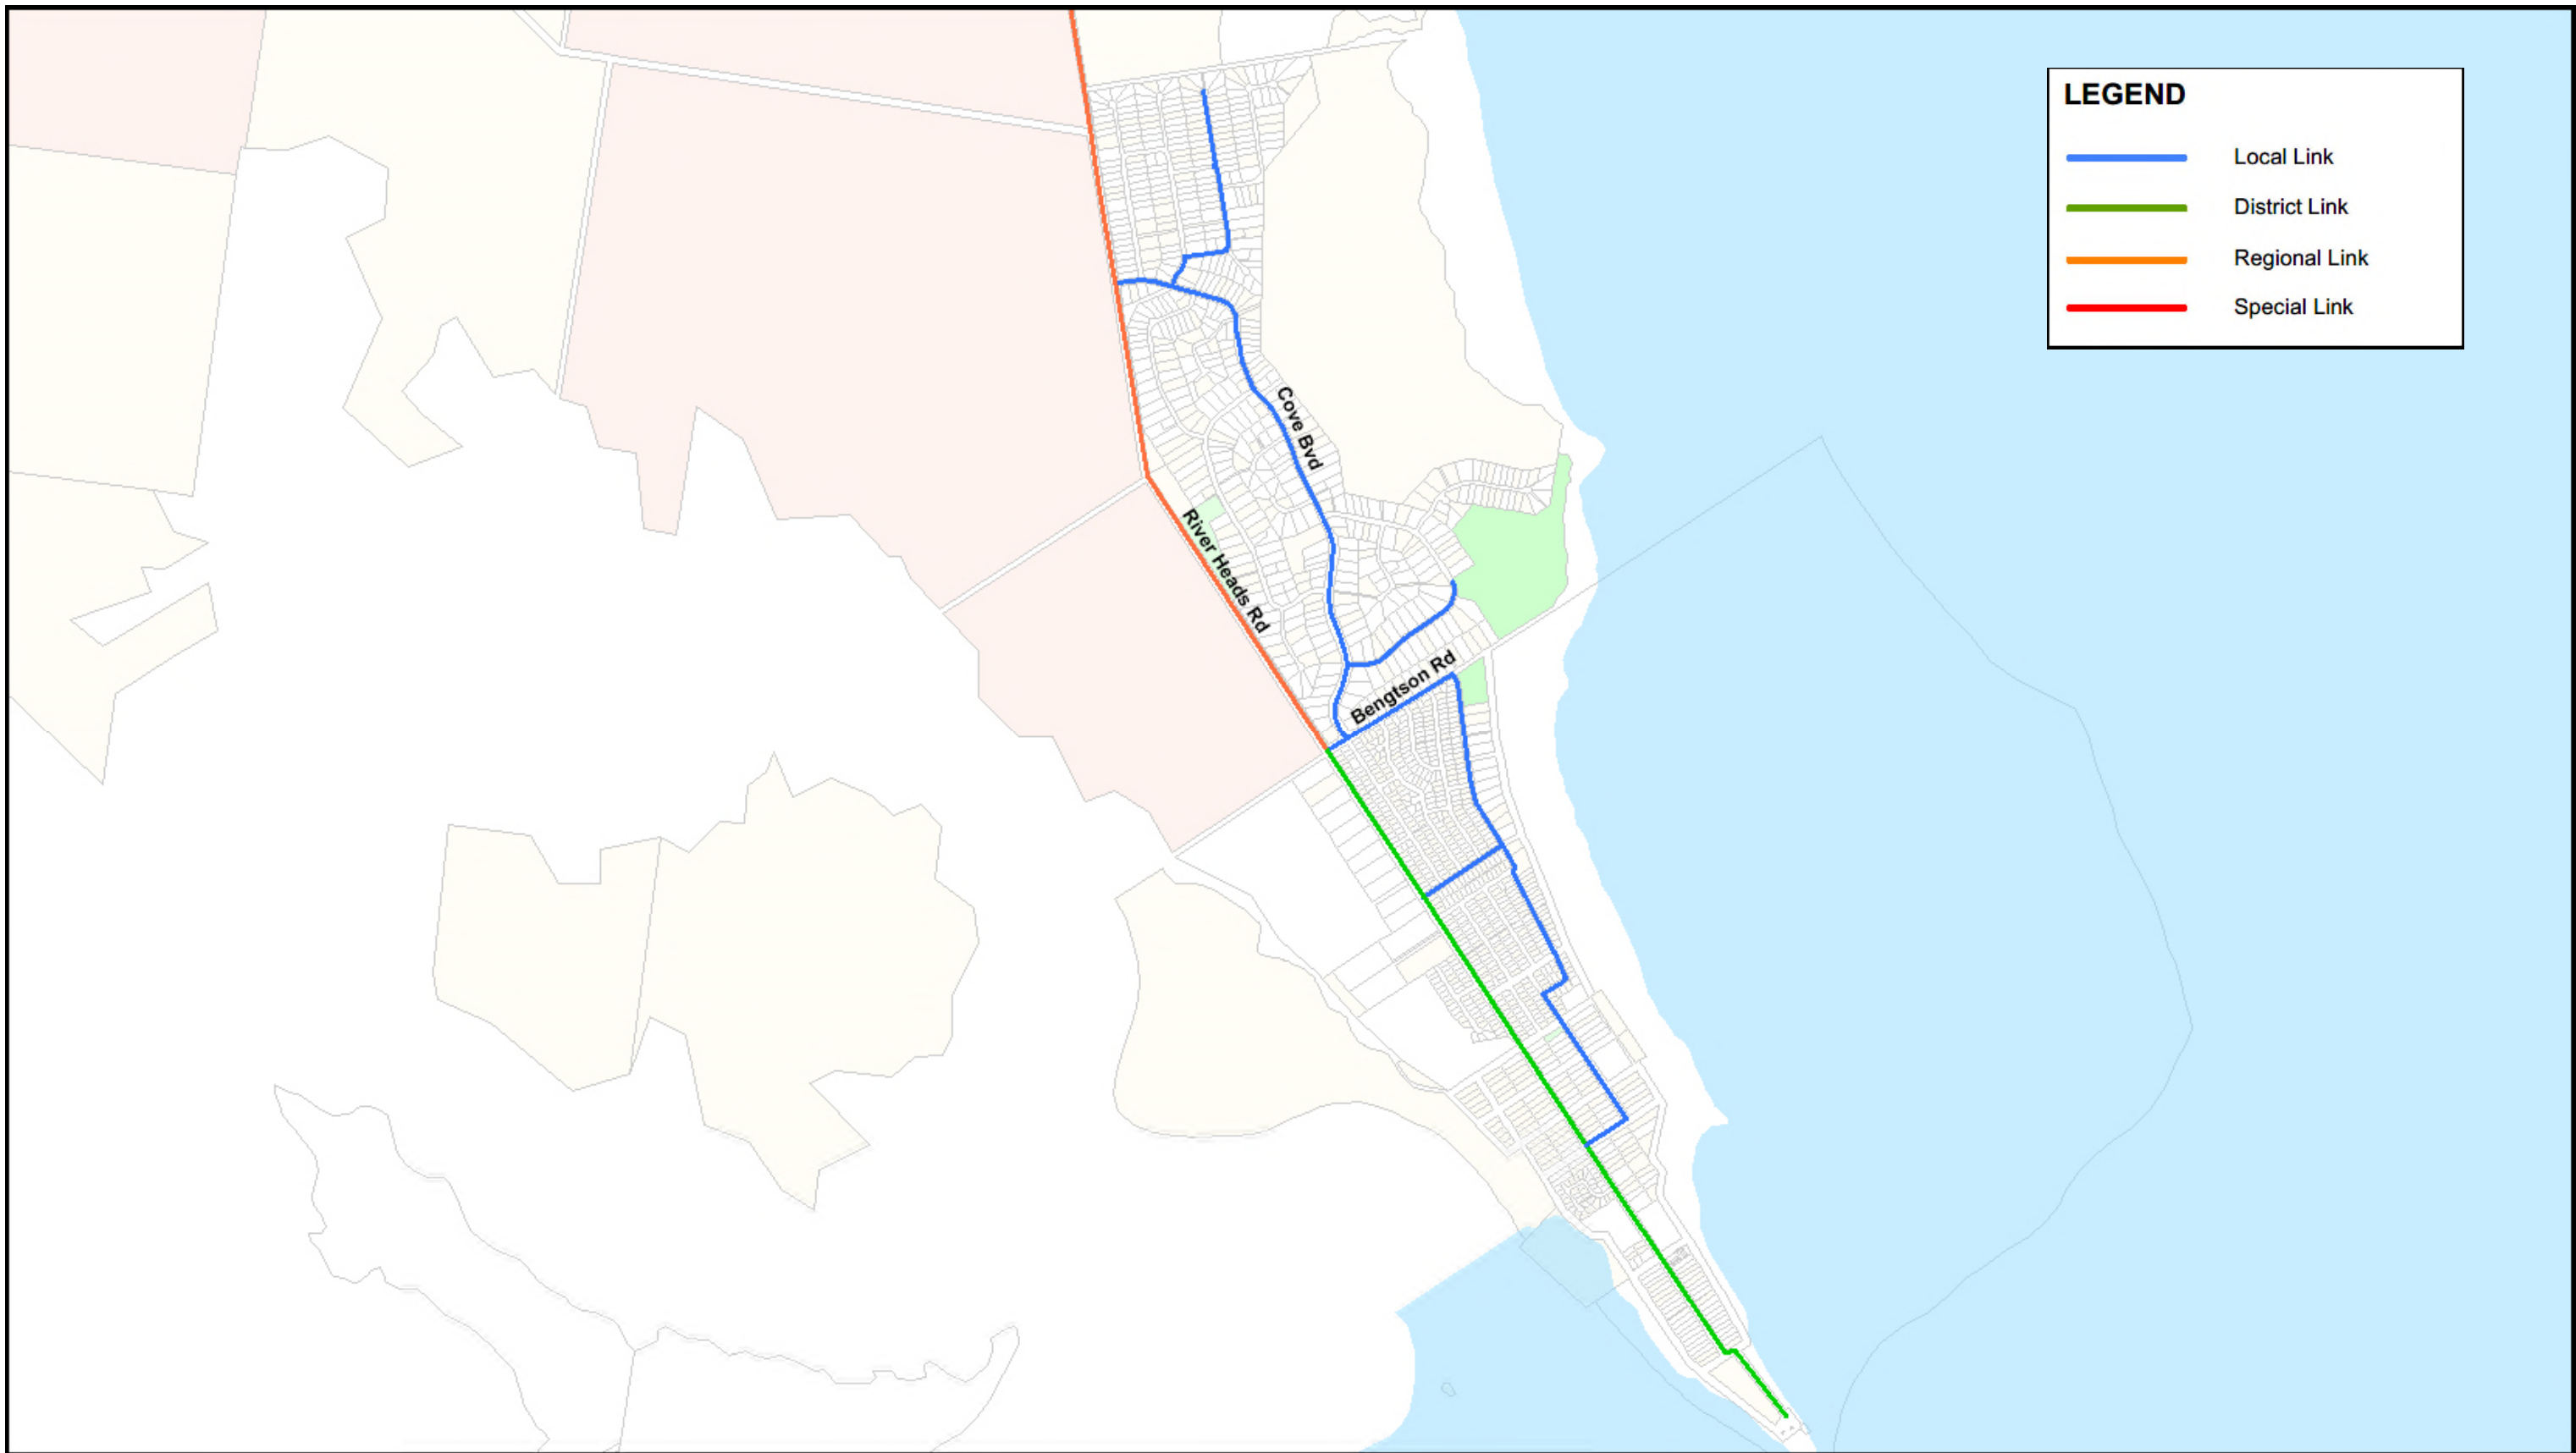 LEGEND
Local Link
District Link
Regional Link
Special Link
Cove Bvd
River Heads Rd
Bengtson Rd